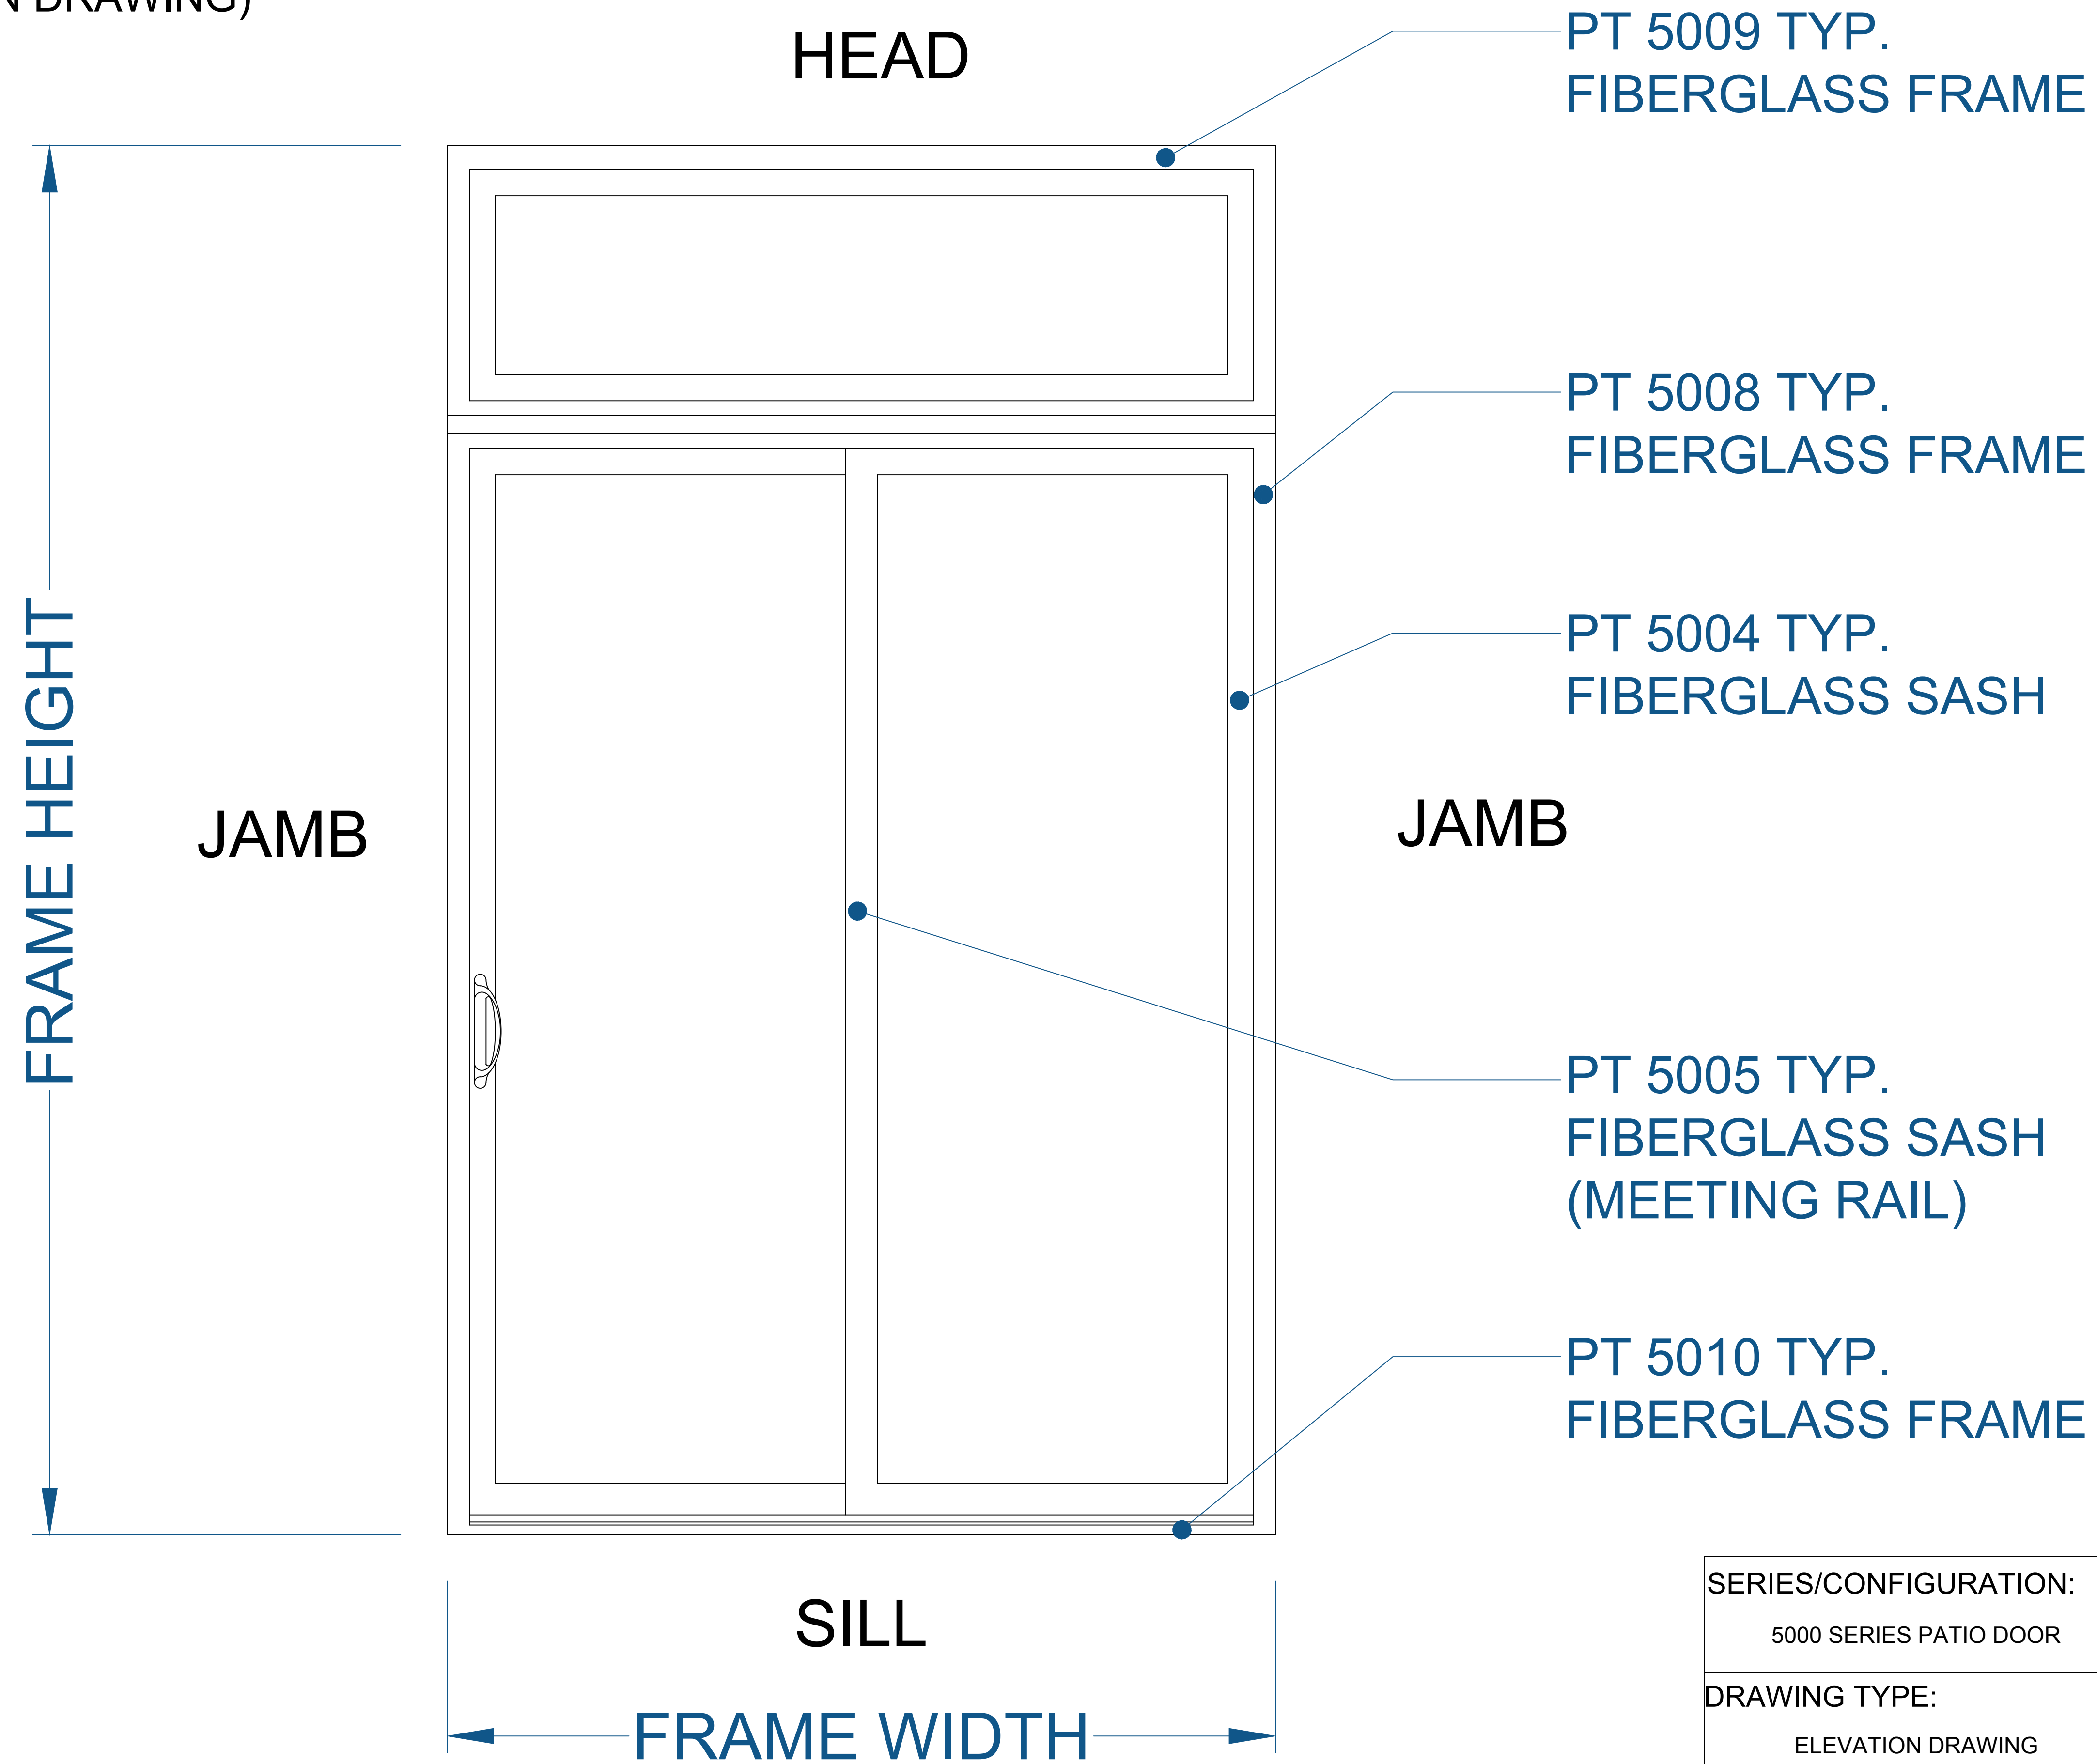 DRAWING)
HEAD
PT 5009 TYP.
FIBERGLASS FRAME
PT 5008 TYP.
FIBERGLASS FRAME
PT 5004 TYP.
FIBERGLASS SASH
FRAME HEIGHT
JAMB
JAMB
PT 5005 TYP.
FIBERGLASS SASH
(MEETING RAIL)
PT 5010 TYP.
FIBERGLASS FRAME
SILL
FRAME WIDTH
SERIES/CONFIGURATION:
5000 SERIES PATIO DOOR
DRAWING TYPE:
ELEVATION DRAWING